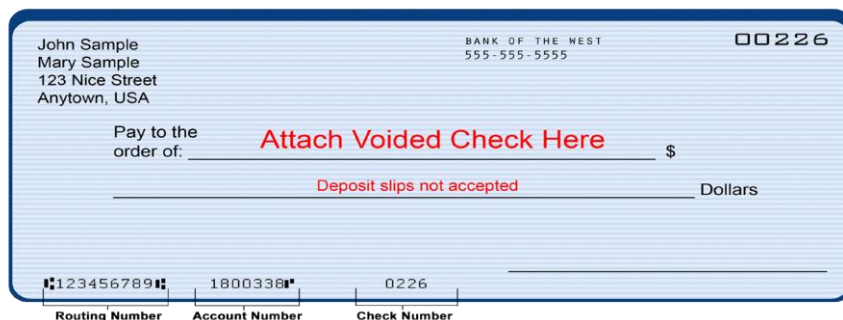 John Sample
Mary Sample
123 Nice Street
Anytown, USA
BANK OF THE WEST
555-555-5555
00226
Pay to the
order of:
Attach Voided Check Here
$
Deposit slips not accepted
Dollars
⑆123456789⑆ 1800338⑈ 0226
Routing Number Account Number Check Number